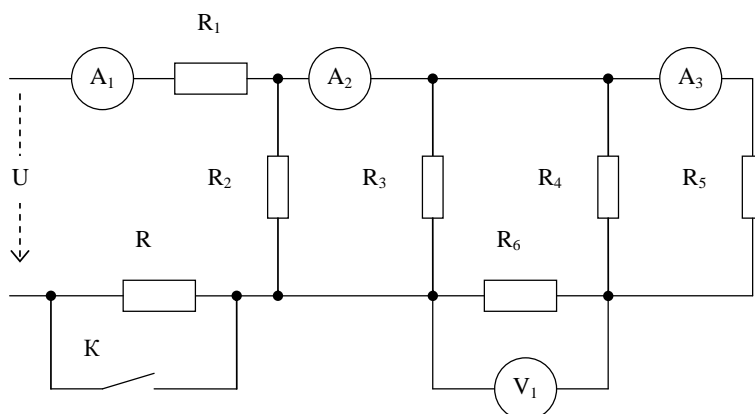 R₁
A₁ A₂ A₃
U R₂ R₃ R₄ R₅
R R₆
К
V₁